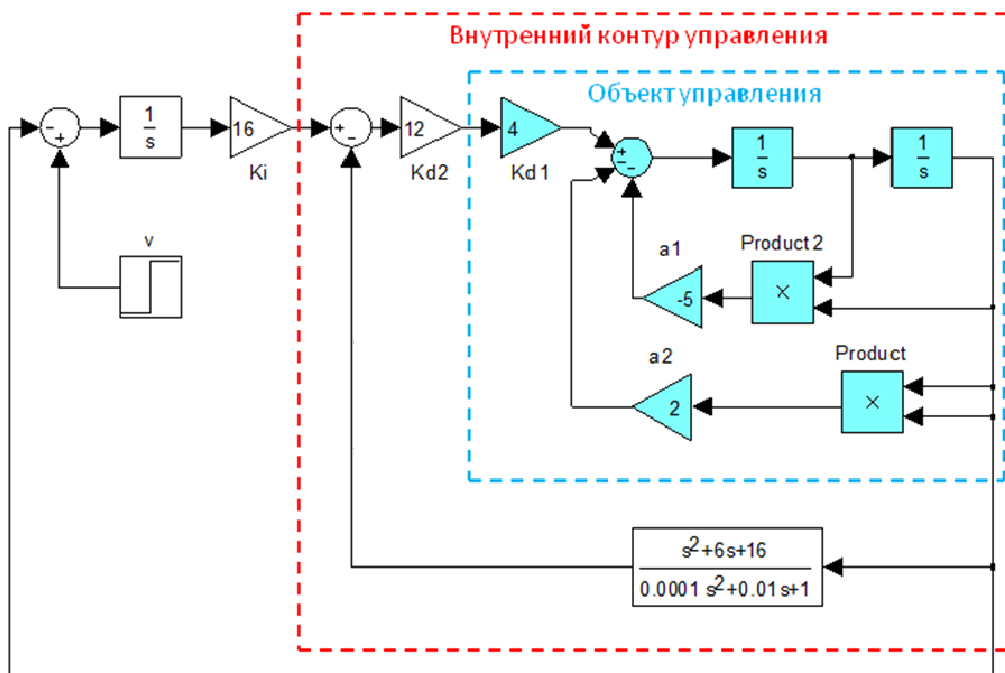 Внутренний контур управления
Объект управления
1
s
16
Ki
12
Kd2
4
Kd1
1
s
1
s
v
a1
-5
Product 2
×
a2
2
Product
×
s²+6s+16
0.0001 s²+0.01s+1